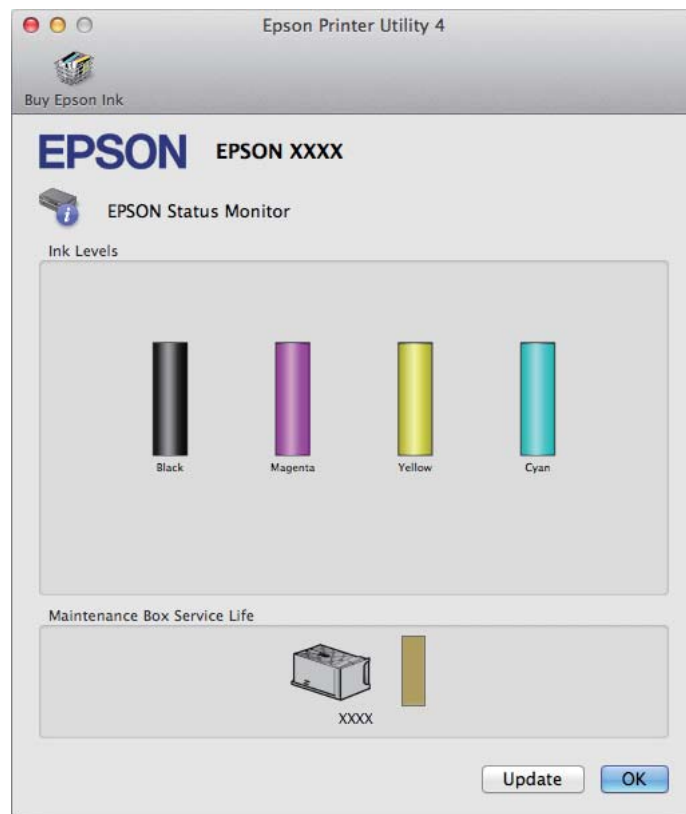 Epson Printer Utility 4
Buy Epson Ink
EPSON EPSON XXXX
EPSON Status Monitor
Ink Levels
Black Magenta Yellow Cyan
Maintenance Box Service Life
XXXX
Update OK